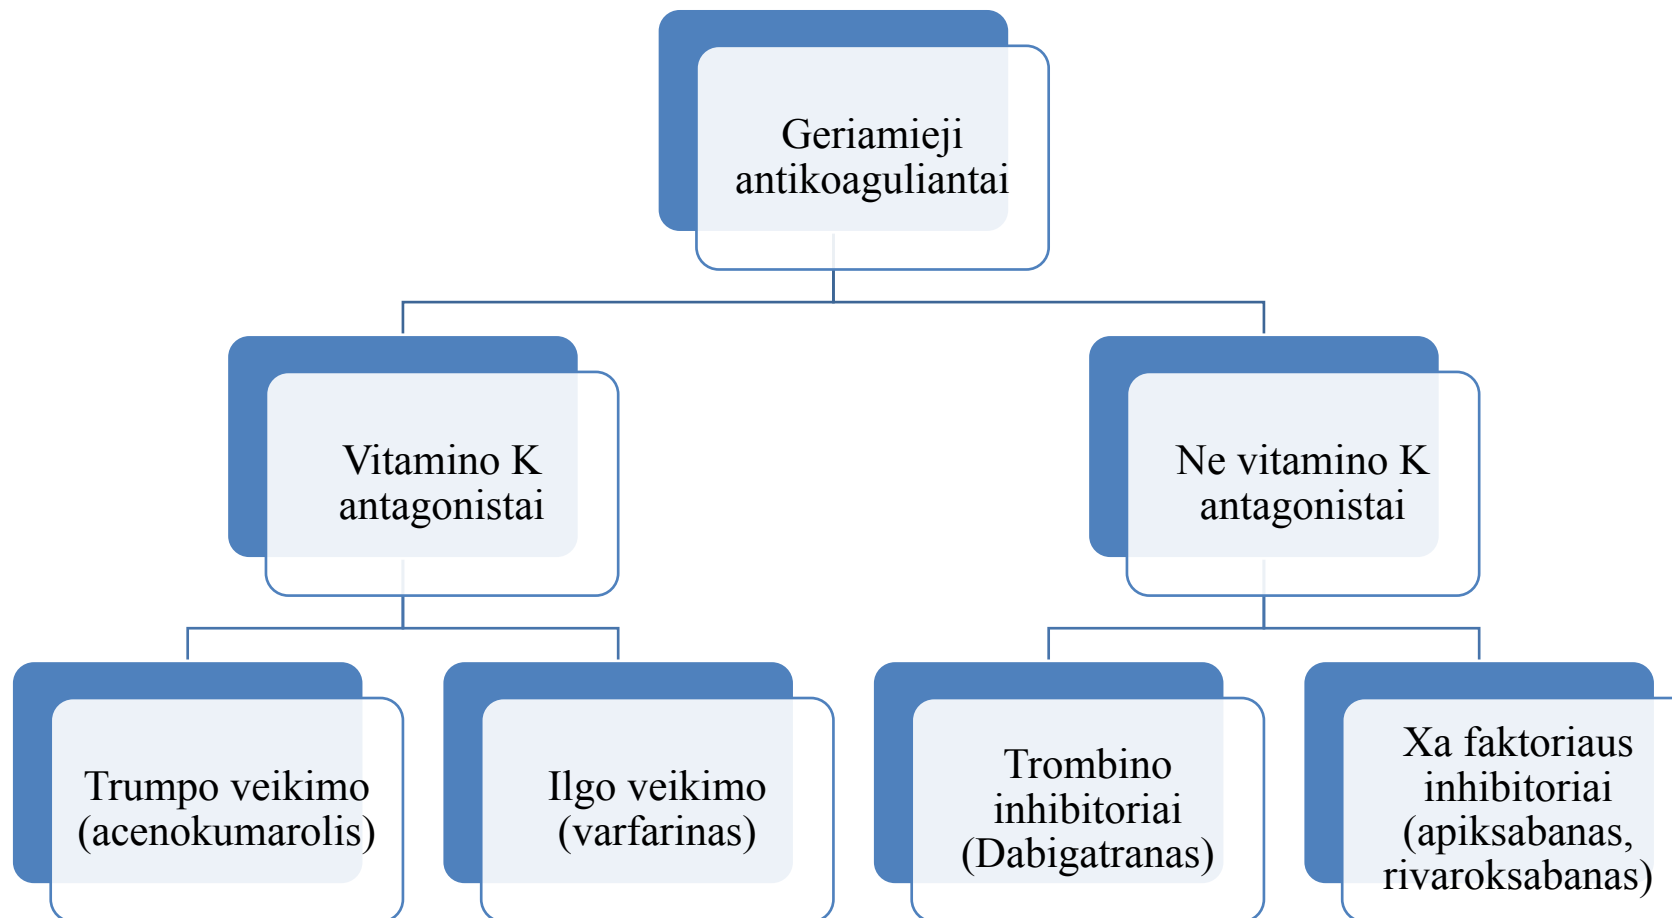 Geriamieji
antikoaguliantai
Vitamino K
antagonistai
Ne vitamino K
antagonistai
Trumpo veikimo
(acenokumarolis)
Ilgo veikimo
(varfarinas)
Trombino
inhibitoriai
(Dabigatranas)
Xa faktoriaus
inhibitoriai
(apiksabanas,
rivaroksabanas)